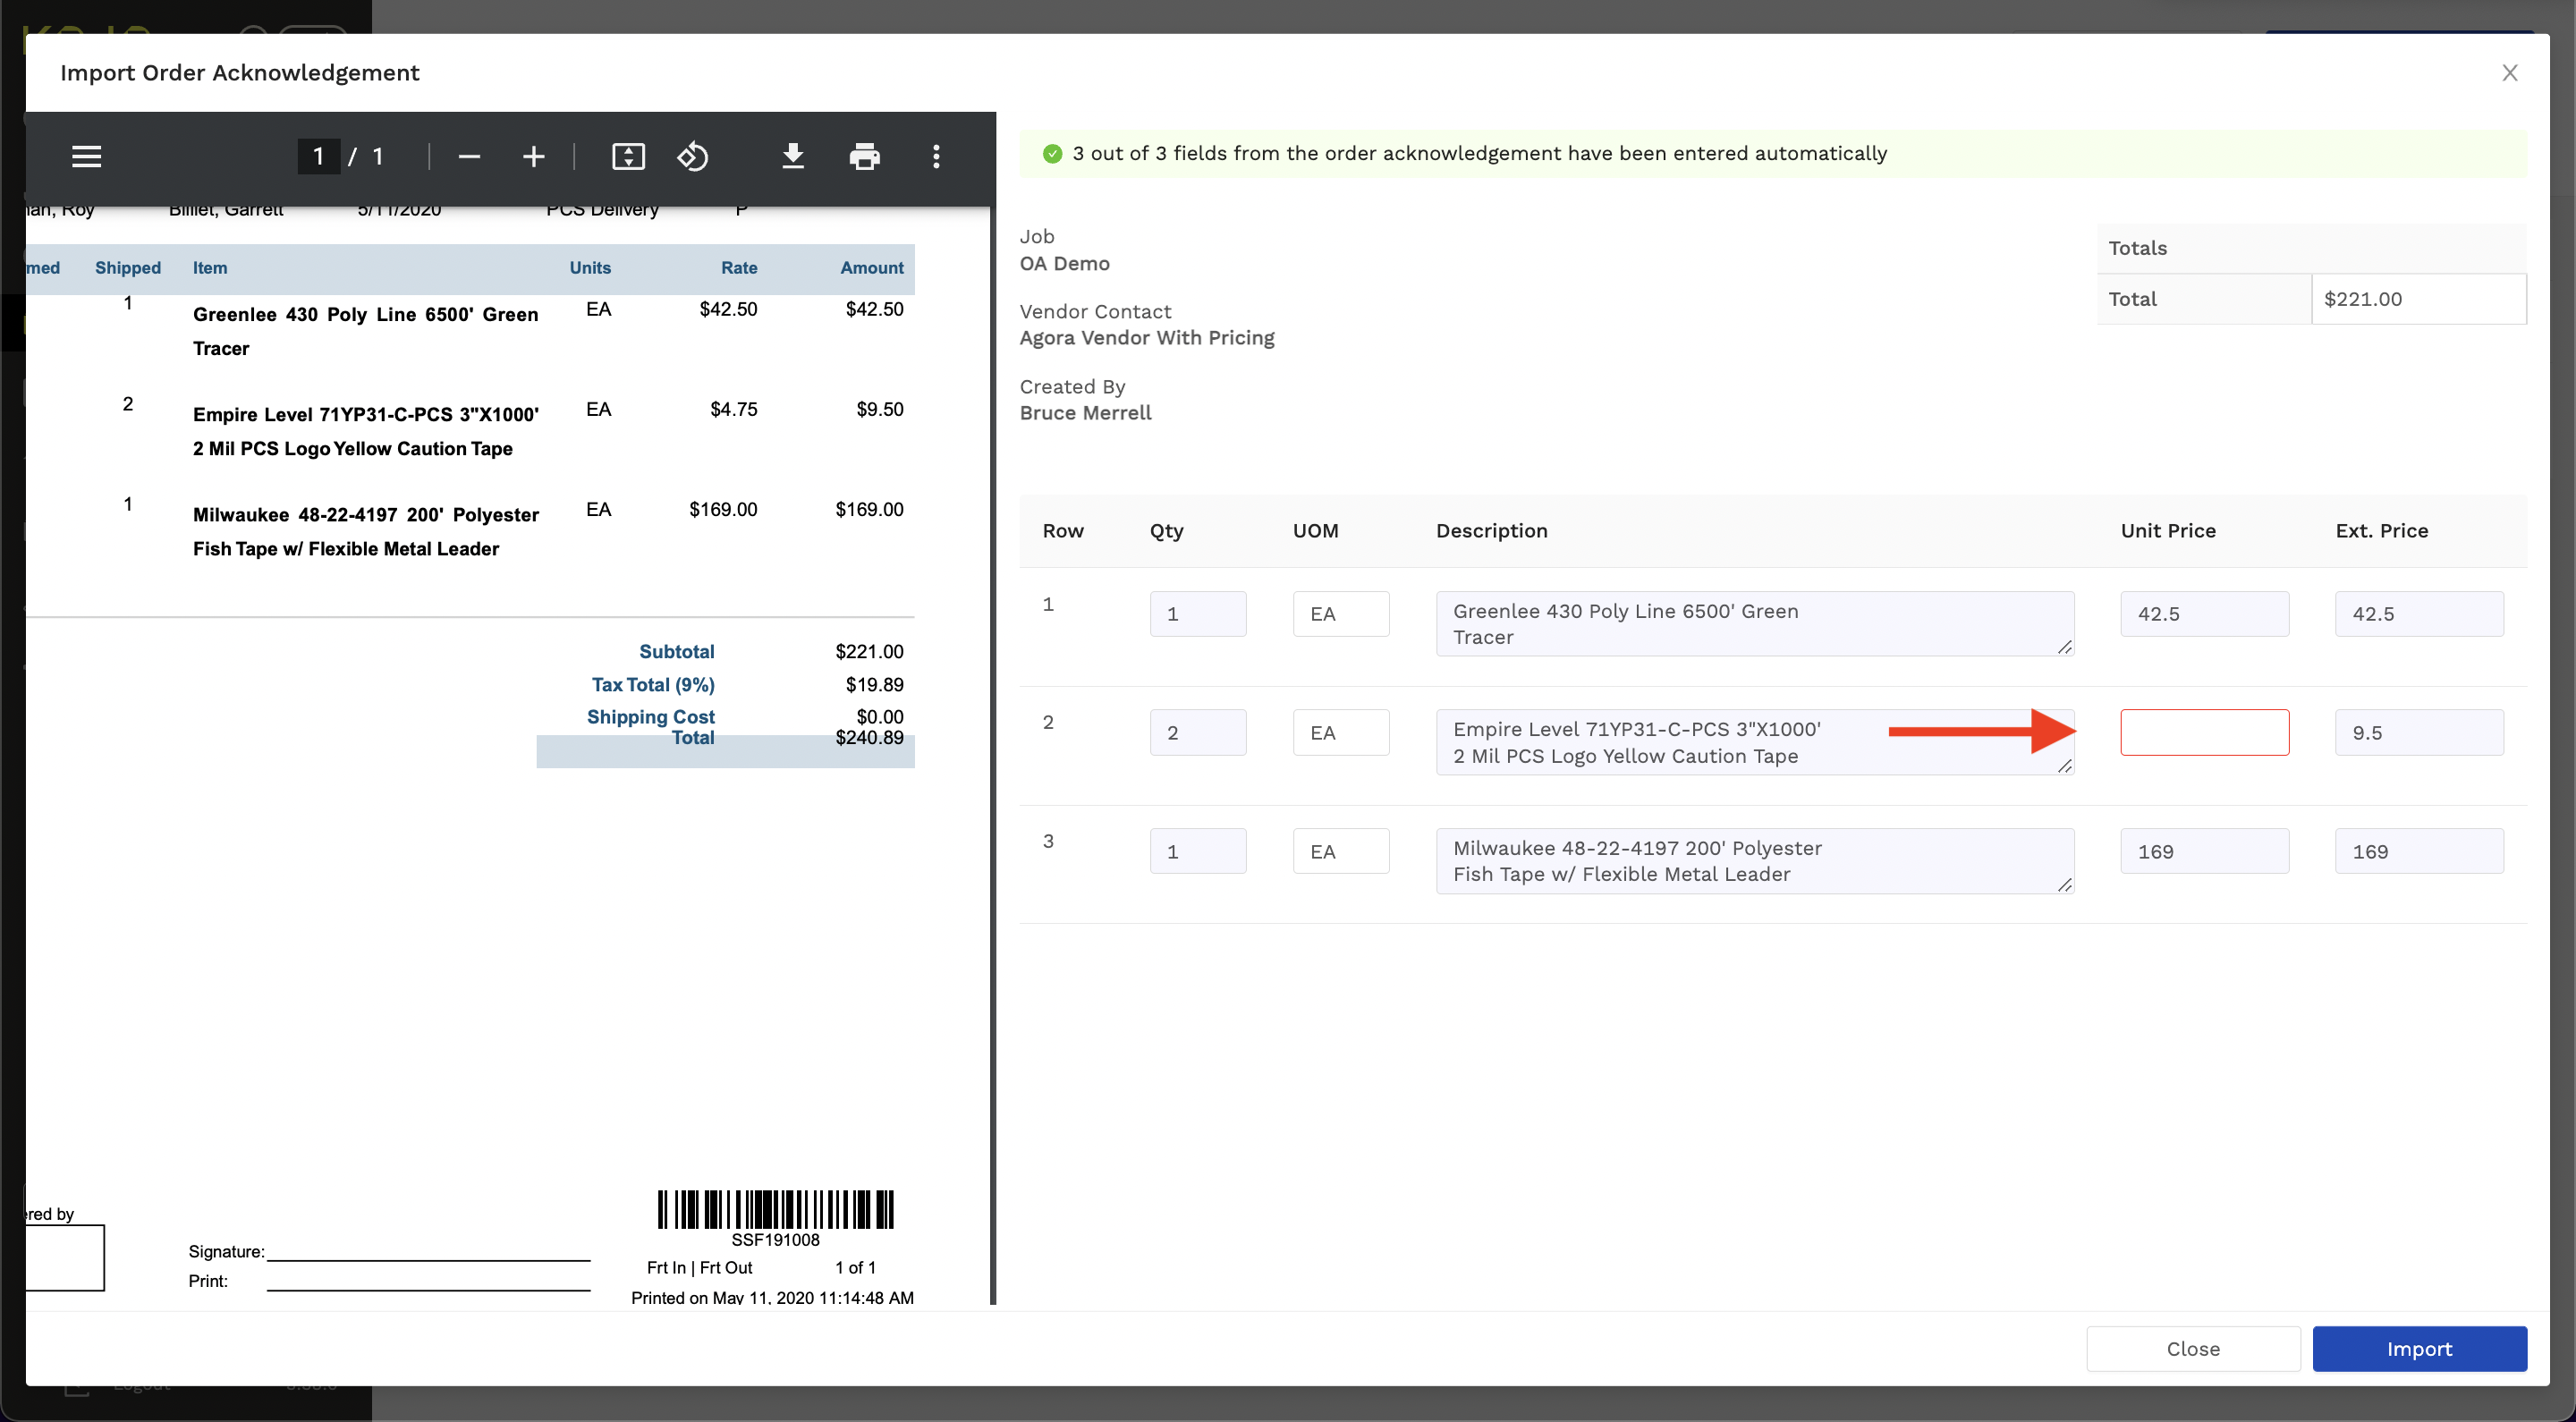 Import Order Acknowledgement
1 / 1
Billiet, Garrett 5/11/2020 PCS Delivery P
Shipped Item Units Rate Amount
1 Greenlee 430 Poly Line 6500' Green EA $42.50 $42.50
Tracer
2 Empire Level 71YP31-C-PCS 3"X1000' EA $4.75 $9.50
2 Mil PCS Logo Yellow Caution Tape
1 Milwaukee 48-22-4197 200' Polyester EA $169.00 $169.00
Fish Tape w/ Flexible Metal Leader
Subtotal $221.00
Tax Total (9%) $19.89
Shipping Cost $0.00
Total $240.89
ered by
Signature:
Print:
SSF191008
Frt In | Frt Out 1 of 1
Printed on May 11, 2020 11:14:48 AM
3 out of 3 fields from the order acknowledgement have been entered automatically
Job
OA Demo
Vendor Contact
Agora Vendor With Pricing
Created By
Bruce Merrell
Totals
Total $221.00
Row Qty UOM Description Unit Price Ext. Price
1 1 EA Greenlee 430 Poly Line 6500' Green 42.5 42.5
Tracer
2 2 EA Empire Level 71YP31-C-PCS 3"X1000' 9.5
2 Mil PCS Logo Yellow Caution Tape
3 1 EA Milwaukee 48-22-4197 200' Polyester 169 169
Fish Tape w/ Flexible Metal Leader
Close Import